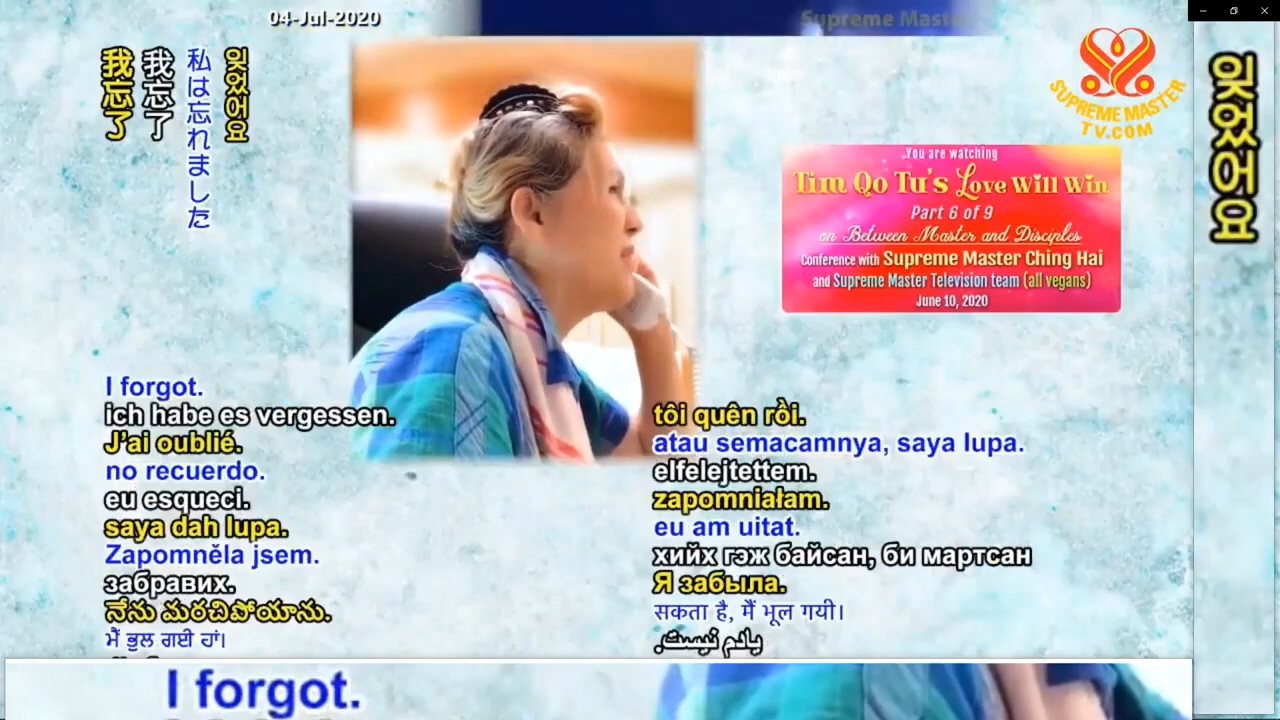 04-Jul-2020
Supreme Master
我忘了
我忘了
私は忘れました
잊었어요
잊었어요
SUPREME MASTER
TV.COM
You are watching
Tim Qo Tu's Love Will Win
Part 6 of 9
on Between Master and Disciples
Conference with Supreme Master Ching Hai
and Supreme Master Television team (all vegans)
June 10, 2020
I forgot.
ich habe es vergessen.
J'ai oublié.
no recuerdo.
eu esqueci.
saya dah lupa.
Zapomněla jsem.
забравих.
నేను మరచిపోయాను.
ਮੈਂ ਭੁਲ ਗਈ ਹਾਂ।
tôi quên rồi.
atau semacamnya, saya lupa.
elfelejtettem.
zapomniałam.
eu am uitat.
хийх гэж байсан, би мартсан
Я забыла.
सकता है, मैं भूल गयी।
یادم نیست.
I forgot.